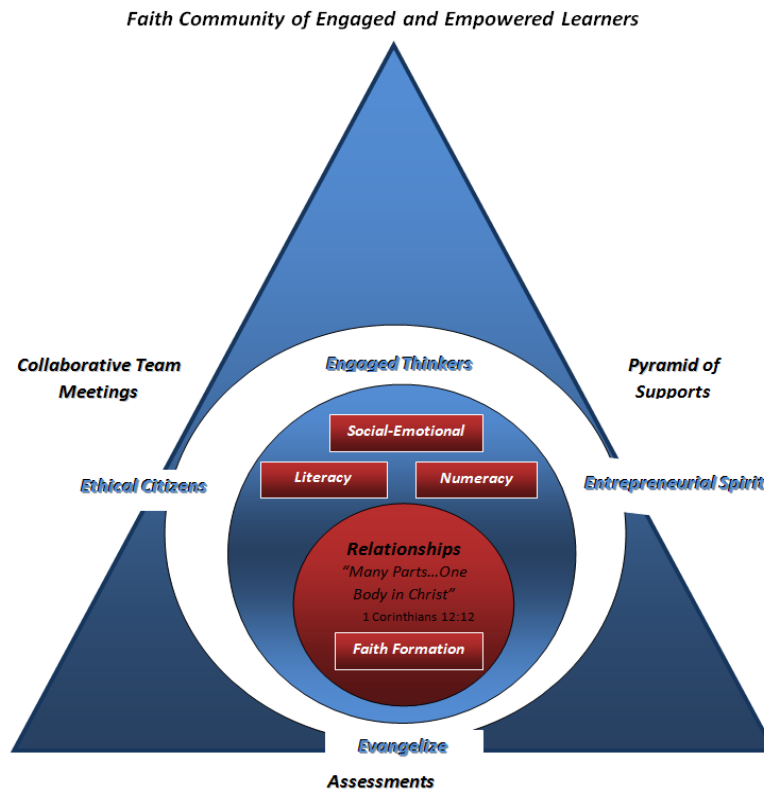 Faith Community of Engaged and Empowered Learners
Engaged Thinkers
Collaborative Team
Meetings
Pyramid of
Supports
Social-Emotional
Literacy
Numeracy
Ethical Citizens
Entrepreneurial Spirit
Relationships
“Many Parts...One
Body in Christ”
1 Corinthians 12:12
Faith Formation
Evangelize
Assessments